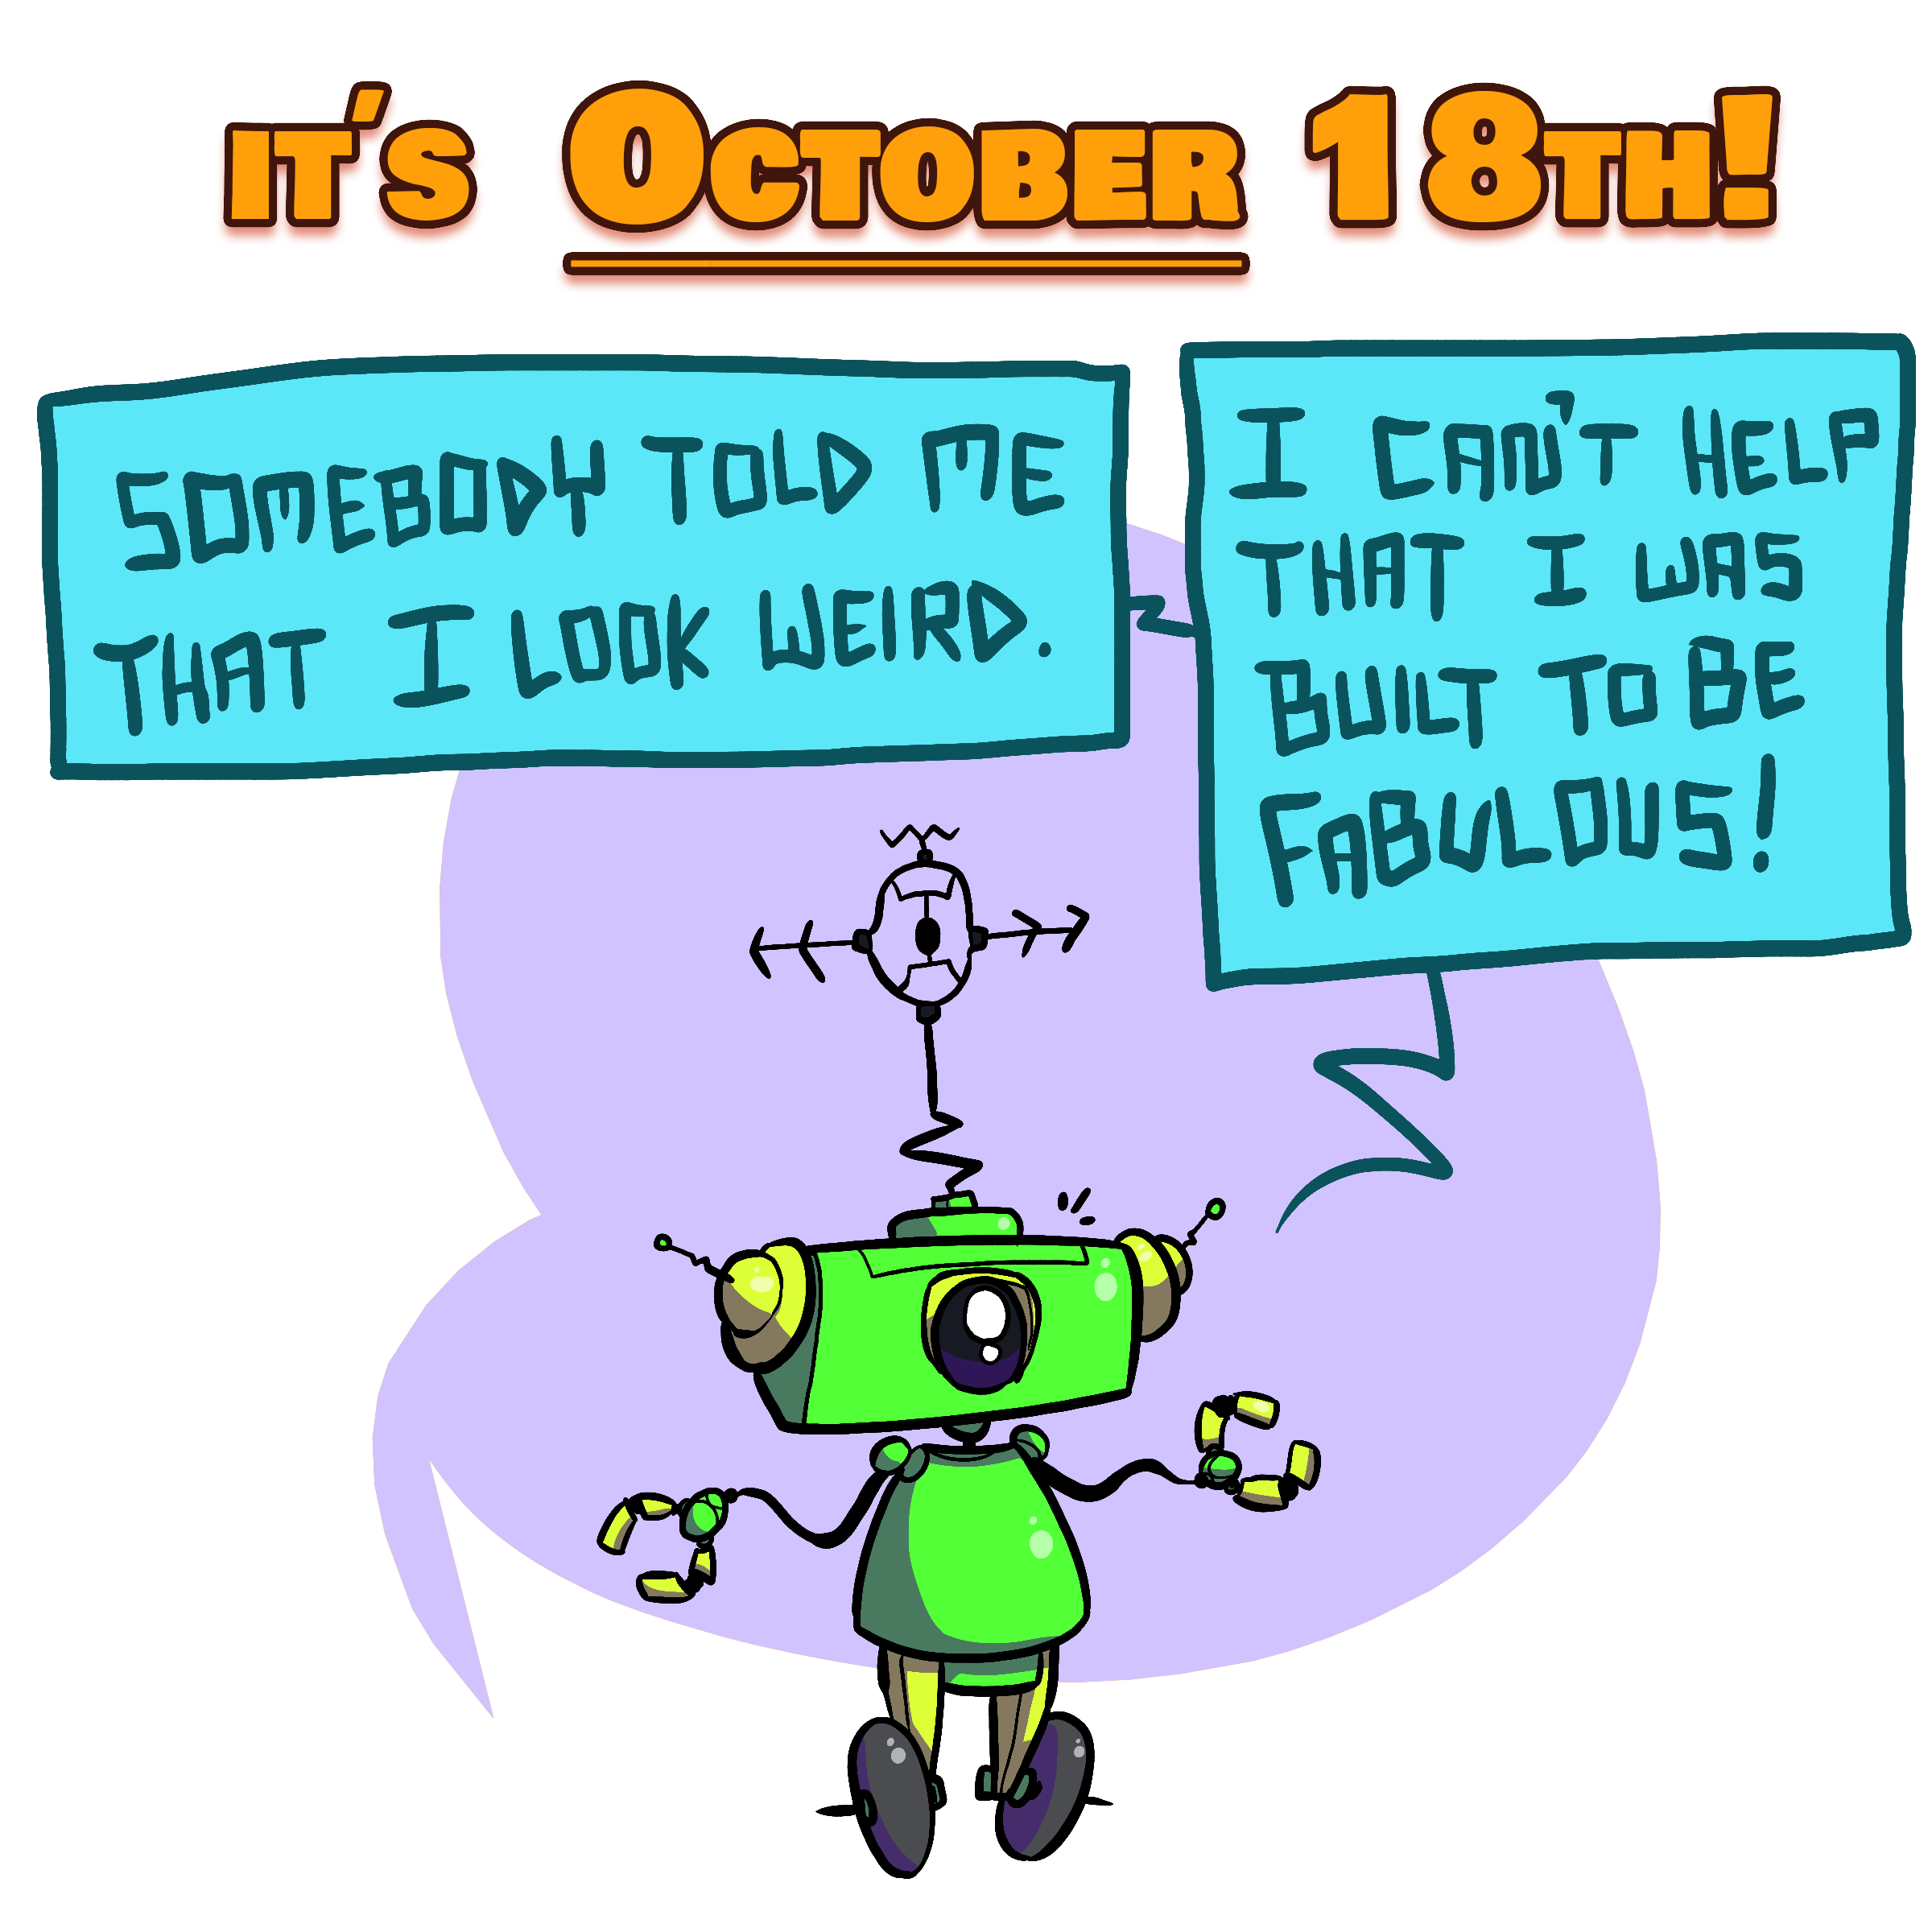 it's October 18th!
SOMEBODY TOLD ME
THAT I LOOK WEIRD.
I CAN'T HELP
THAT I WAS
BUILT TO BE
FABULOUS!